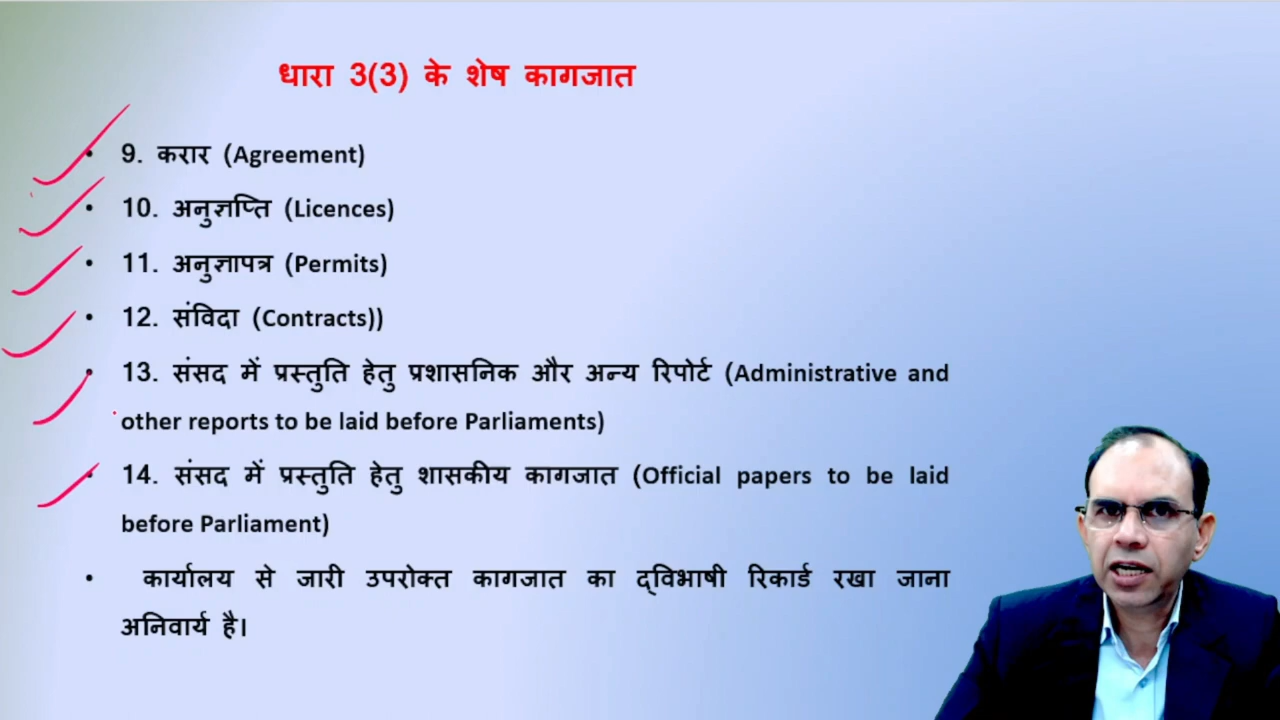 धारा 3(3) के शेष कागजात
• 9. करार (Agreement)
• 10. अनुज्ञप्ति (Licences)
• 11. अनुज्ञापत्र (Permits)
• 12. संविदा (Contracts))
• 13. संसद में प्रस्तुति हेतु प्रशासनिक और अन्य रिपोर्ट (Administrative and
other reports to be laid before Parliaments)
• 14. संसद में प्रस्तुति हेतु शासकीय कागजात (Official papers to be laid
before Parliament)
• कार्यालय से जारी उपरोक्त कागजात का द्विभाषी रिकार्ड रखा जाना
अनिवार्य है।